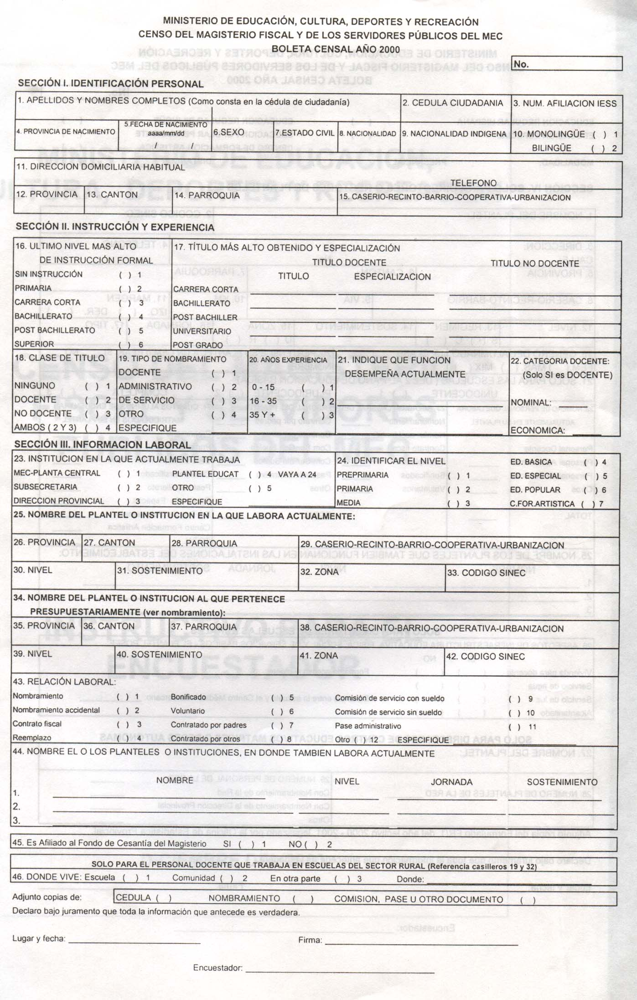 MINISTERIO DE EDUCACIÓN, CULTURA, DEPORTES Y RECREACIÓN
CENSO DEL MAGISTERIO FISCAL Y DE LOS SERVIDORES PÚBLICOS DEL MEC
BOLETA CENSAL AÑO 2000
No.
SECCIÓN I. IDENTIFICACIÓN PERSONAL
1. APELLIDOS Y NOMBRES COMPLETOS (Como consta en la cédula de ciudadanía) 2. CEDULA CIUDADANIA 3. NUM. AFILIACION IESS
4. PROVINCIA DE NACIMIENTO 5.FECHA DE NACIMIENTO aaaa/mm/dd / / 6.SEXO 7.ESTADO CIVIL 8. NACIONALIDAD 9. NACIONALIDAD INDIGENA 10. MONOLINGÜE ( ) 1
BILINGÜE ( ) 2
11. DIRECCION DOMICILIARIA HABITUAL
TELEFONO
12. PROVINCIA 13. CANTON 14. PARROQUIA 15. CASERIO-RECINTO-BARRIO-COOPERATIVA-URBANIZACION
SECCIÓN II. INSTRUCCIÓN Y EXPERIENCIA
16. ULTIMO NIVEL MAS ALTO 17. TÍTULO MÁS ALTO OBTENIDO Y ESPECIALIZACIÓN
DE INSTRUCCIÓN FORMAL TITULO DOCENTE TITULO NO DOCENTE
SIN INSTRUCCIÓN ( ) 1 TITULO ESPECIALIZACION
PRIMARIA ( ) 2 CARRERA CORTA
CARRERA CORTA ( ) 3 BACHILLERATO
BACHILLERATO ( ) 4 POST BACHILLER
POST BACHILLERATO ( ) 5 UNIVERSITARIO
SUPERIOR ( ) 6 POST GRADO
18. CLASE DE TITULO 19. TIPO DE NOMBRAMIENTO 20. AÑOS EXPERIENCIA 21. INDIQUE QUE FUNCION 22. CATEGORIA DOCENTE:
DOCENTE ( ) 1 DESEMPEÑA ACTUALMENTE (Solo SI es DOCENTE)
NINGUNO ( ) 1 ADMINISTRATIVO ( ) 2 0 - 15 ( ) 1
DOCENTE ( ) 2 DE SERVICIO ( ) 3 16 - 35 ( ) 2 NOMINAL:
NO DOCENTE ( ) 3 OTRO ( ) 4 35 Y + ( ) 3
AMBOS ( 2 Y 3) ( ) 4 ESPECIFIQUE ECONOMICA:
SECCIÓN III. INFORMACION LABORAL
23. INSTITUCION EN LA QUE ACTUALMENTE TRABAJA 24. IDENTIFICAR EL NIVEL ED. BASICA ( ) 4
MEC-PLANTA CENTRAL ( ) 1 PLANTEL EDUCAT ( ) 4 VAYA A 24 PREPRIMARIA ( ) 1 ED. ESPECIAL ( ) 5
SUBSECRETARIA ( ) 2 OTRO ( ) 5 PRIMARIA ( ) 2 ED. POPULAR ( ) 6
DIRECCION PROVINCIAL ( ) 3 ESPECIFIQUE MEDIA ( ) 3 C.FOR.ARTISTICA ( ) 7
25. NOMBRE DEL PLANTEL O INSTITUCION EN LA QUE LABORA ACTUALMENTE:
26. PROVINCIA 27. CANTON 28. PARROQUIA 29. CASERIO-RECINTO-BARRIO-COOPERATIVA-URBANIZACION
30. NIVEL 31. SOSTENIMIENTO 32. ZONA 33. CODIGO SINEC
34. NOMBRE DEL PLANTEL O INSTITUCION AL QUE PERTENECE
PRESUPUESTARIAMENTE (ver nombramiento):
35. PROVINCIA 36. CANTON 37. PARROQUIA 38. CASERIO-RECINTO-BARRIO-COOPERATIVA-URBANIZACION
39. NIVEL 40. SOSTENIMIENTO 41. ZONA 42. CODIGO SINEC
43. RELACIÓN LABORAL:
Nombramiento ( ) 1 Bonificado ( ) 5 Comisión de servicio con sueldo ( ) 9
Nombramiento accidental ( ) 2 Voluntario ( ) 6 Comisión de servicio sin sueldo ( ) 10
Contrato fiscal ( ) 3 Contratado por padres ( ) 7 Pase administrativo ( ) 11
Reemplazo ( ) 4 Contratado por otros ( ) 8 Otro ( ) 12 ESPECIFIQUE
44. NOMBRE EL O LOS PLANTELES O INSTITUCIONES, EN DONDE TAMBIEN LABORA ACTUALMENTE
NOMBRE NIVEL JORNADA SOSTENIMIENTO
1.
2.
3.
45. Es Afiliado al Fondo de Cesantía del Magisterio SI ( ) 1 NO ( ) 2
SOLO PARA EL PERSONAL DOCENTE QUE TRABAJA EN ESCUELAS DEL SECTOR RURAL (Referencia casilleros 19 y 32)
46. DONDE VIVE: Escuela ( ) 1 Comunidad ( ) 2 En otra parte ( ) 3 Donde:
Adjunto copias de: CEDULA ( ) NOMBRAMIENTO ( ) COMISION, PASE U OTRO DOCUMENTO ( )
Declaro bajo juramento que toda la información que antecede es verdadera.
Lugar y fecha: Firma:
Encuestador: